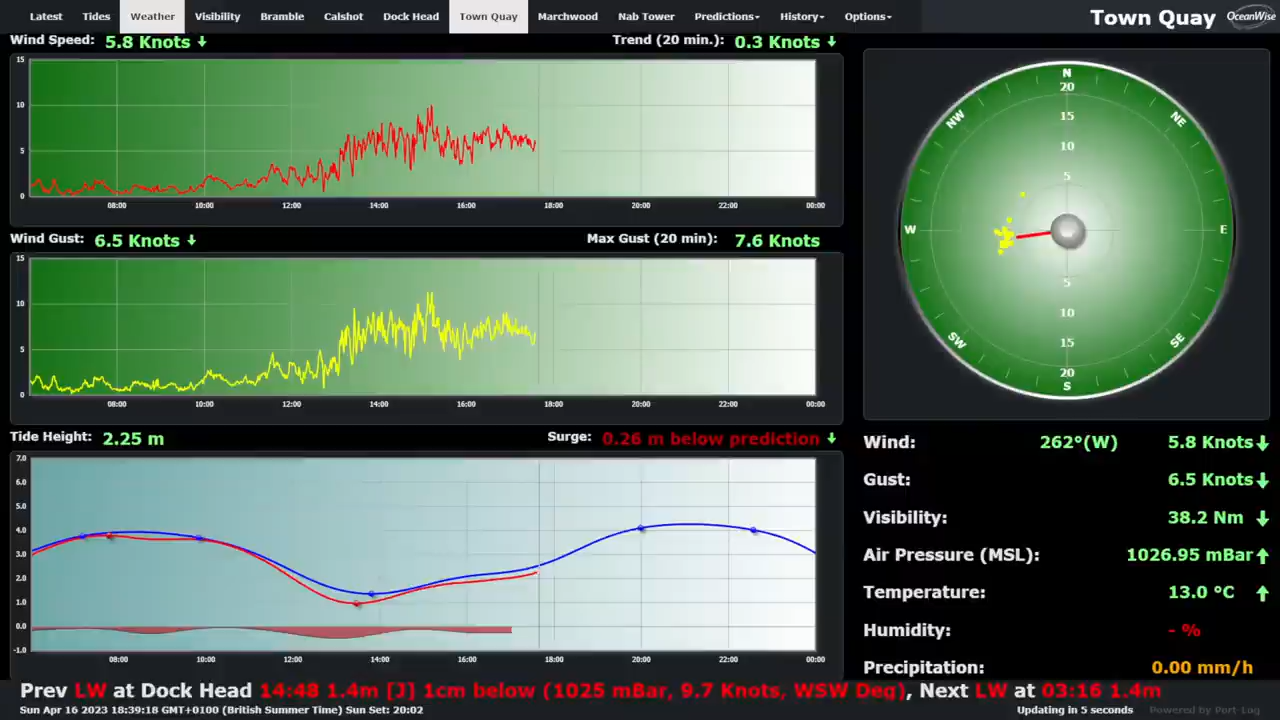 Latest Tides Weather Visibility Bramble Calshot Dock Head Town Quay Marchwood Nab Tower Predictions History Options Town Quay OceanWise
Wind Speed: 5.8 Knots ↓ Trend (20 min.): 0.3 Knots ↓
15
10
5
0
08:00 10:00 12:00 14:00 16:00 18:00 20:00 22:00 00:00
Wind Gust: 6.5 Knots ↓ Max Gust (20 min): 7.6 Knots
15
10
5
0
08:00 10:00 12:00 14:00 16:00 18:00 20:00 22:00 00:00
Tide Height: 2.25 m Surge: 0.26 m below prediction ↓
7.0
6.0
5.0
4.0
3.0
2.0
1.0
0.0
-1.0
08:00 10:00 12:00 14:00 16:00 18:00 20:00 22:00 00:00
N
20
NW 15 NE
10
5
W E
5
10
SW 15 SE
20
S
Wind: 262°(W) 5.8 Knots↓
Gust: 6.5 Knots↓
Visibility: 38.2 Nm ↓
Air Pressure (MSL): 1026.95 mBar↑
Temperature: 13.0 °C ↑
Humidity: - %
Precipitation: 0.00 mm/h
Prev LW at Dock Head 14:48 1.4m [J] 1cm below (1025 mBar, 9.7 Knots, WSW Deg), Next LW at 03:16 1.4m
Sun Apr 16 2023 18:39:18 GMT+0100 (British Summer Time) Sun Set: 20:02 Updating in 5 seconds Powered by Port-Log